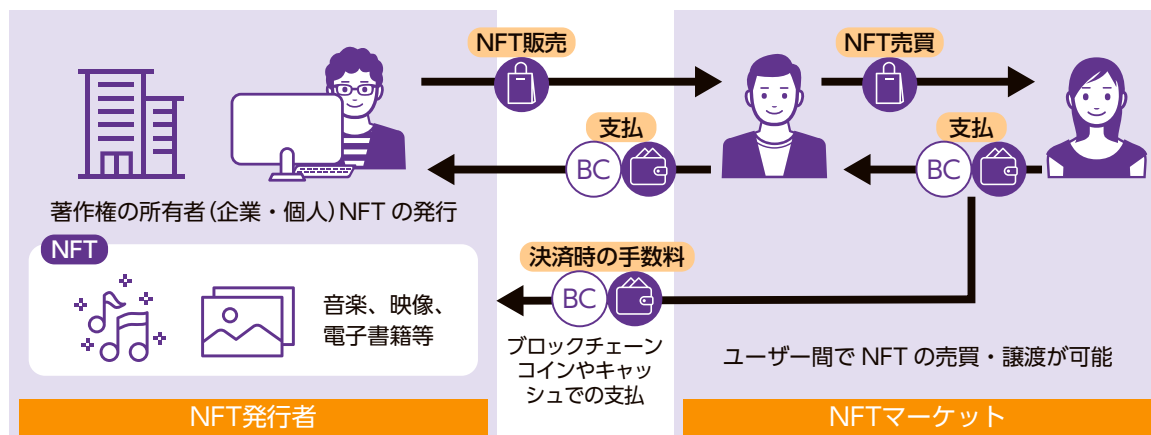 NFT販売
NFT売買
支払
BC
支払
BC
著作権の所有者(企業・個人)NFT の発行
NFT
音楽、映像、
電子書籍等
決済時の手数料
BC
ブロックチェーン
コインやキャッ
シュでの支払
ユーザー間で NFT の売買・譲渡が可能
NFT発行者
NFTマーケット